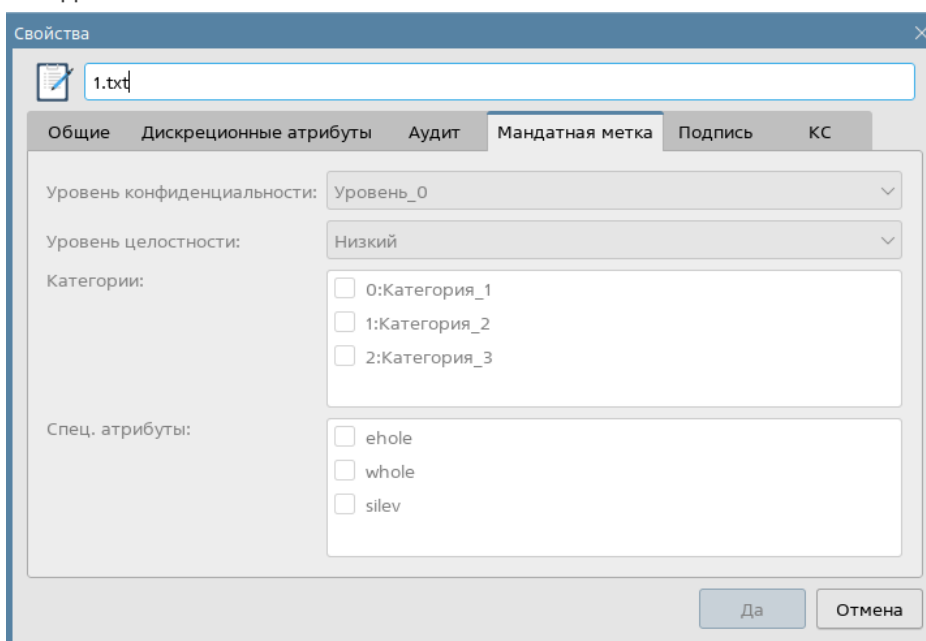 Свойства
1.txt
Общие Дискреционные атрибуты Аудит Мандатная метка Подпись КС
Уровень конфиденциальности: Уровень_0
Уровень целостности: Низкий
Категории:
0:Категория_1
1:Категория_2
2:Категория_3
Спец. атрибуты:
ehole
whole
silev
Да Отмена